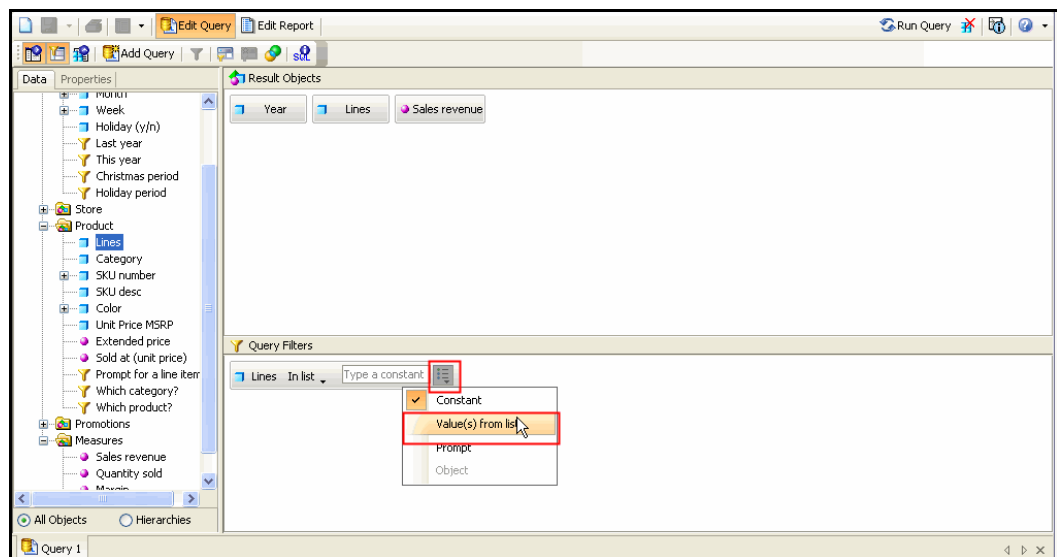 Edit Query Edit Report Run Query
Add Query SQL
Data Properties Result Objects
Month
Week
Holiday (y/n)
Last year
This year
Christmas period
Holiday period
Store
Product
Lines
Category
SKU number
SKU desc
Color
Unit Price MSRP
Extended price
Sold at (unit price)
Prompt for a line item
Which category?
Which product?
Promotions
Measures
Sales revenue
Quantity sold
Margin
All Objects Hierarchies
Query 1
Year Lines Sales revenue
Query Filters
Lines In list Type a constant
Constant
Value(s) from list
Prompt
Object